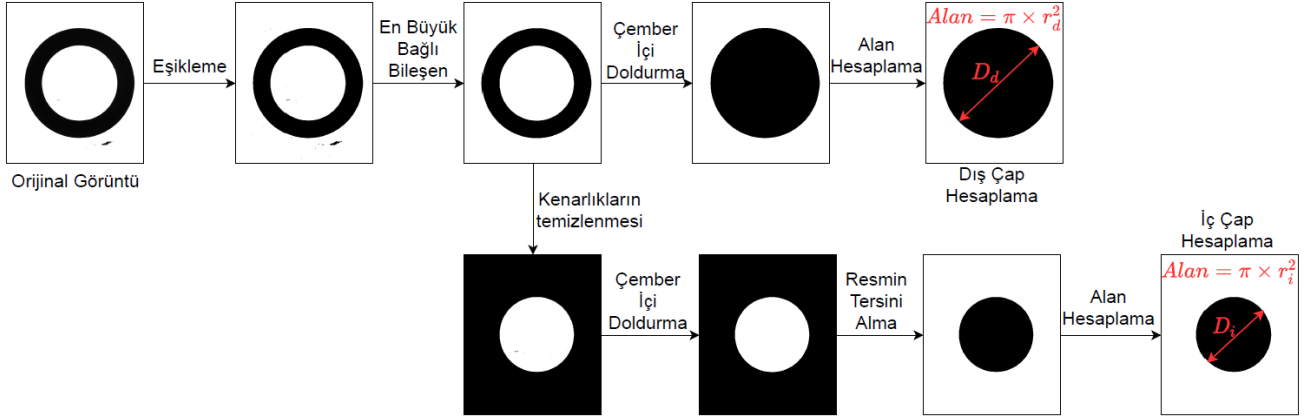 Orijinal Görüntü
Eşikleme
En Büyük
Bağlı
Bileşen
Çember
İçi
Doldurma
Alan
Hesaplama
Alan = π × r_d^2
D_d
Dış Çap
Hesaplama
Kenarlıkların
temizlenmesi
Çember
İçi
Doldurma
Resmin
Tersini
Alma
Alan
Hesaplama
İç Çap
Hesaplama
Alan = π × r_i^2
D_i